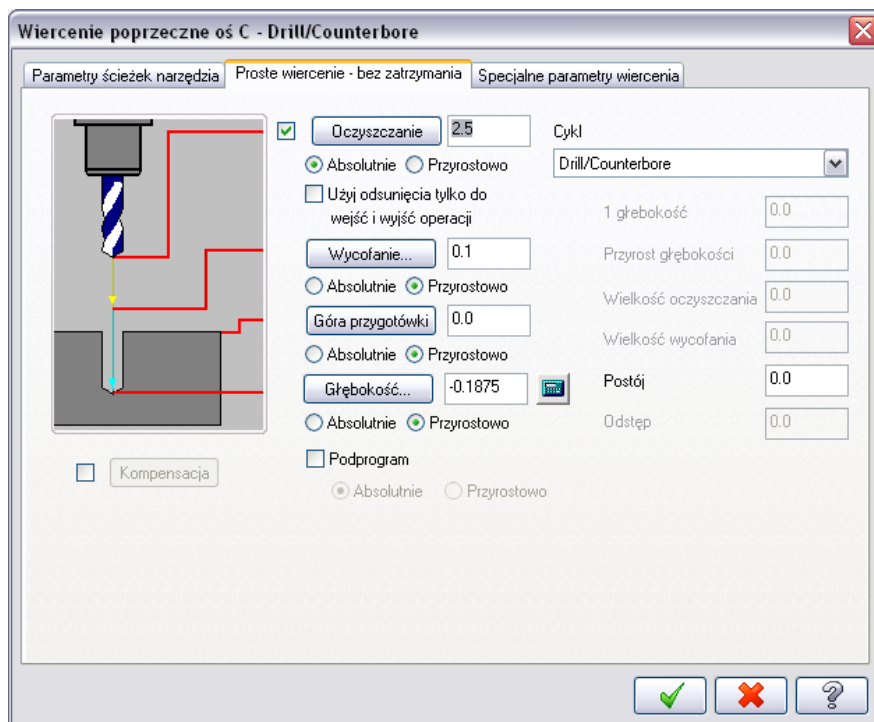 Wiercenie poprzeczne oś C - Drill/Counterbore
Parametry ścieżek narzędzia
Proste wiercenie - bez zatrzymania
Specjalne parametry wiercenia
Oczyszczanie
2.5
Absolutnie
Przyrostowo
Użyj odsunięcia tylko do
wejść i wyjść operacji
Wycofanie...
0.1
Absolutnie
Przyrostowo
Góra przygotówki
0.0
Absolutnie
Przyrostowo
Głębokość...
-0.1875
Absolutnie
Przyrostowo
Podprogram
Absolutnie
Przyrostowo
Kompensacja
Cykl
Drill/Counterbore
1 głebokość
0.0
Przyrost głębokości
0.0
Wielkość oczyszczania
0.0
Wielkość wycofania
0.0
Postój
0.0
Odstęp
0.0